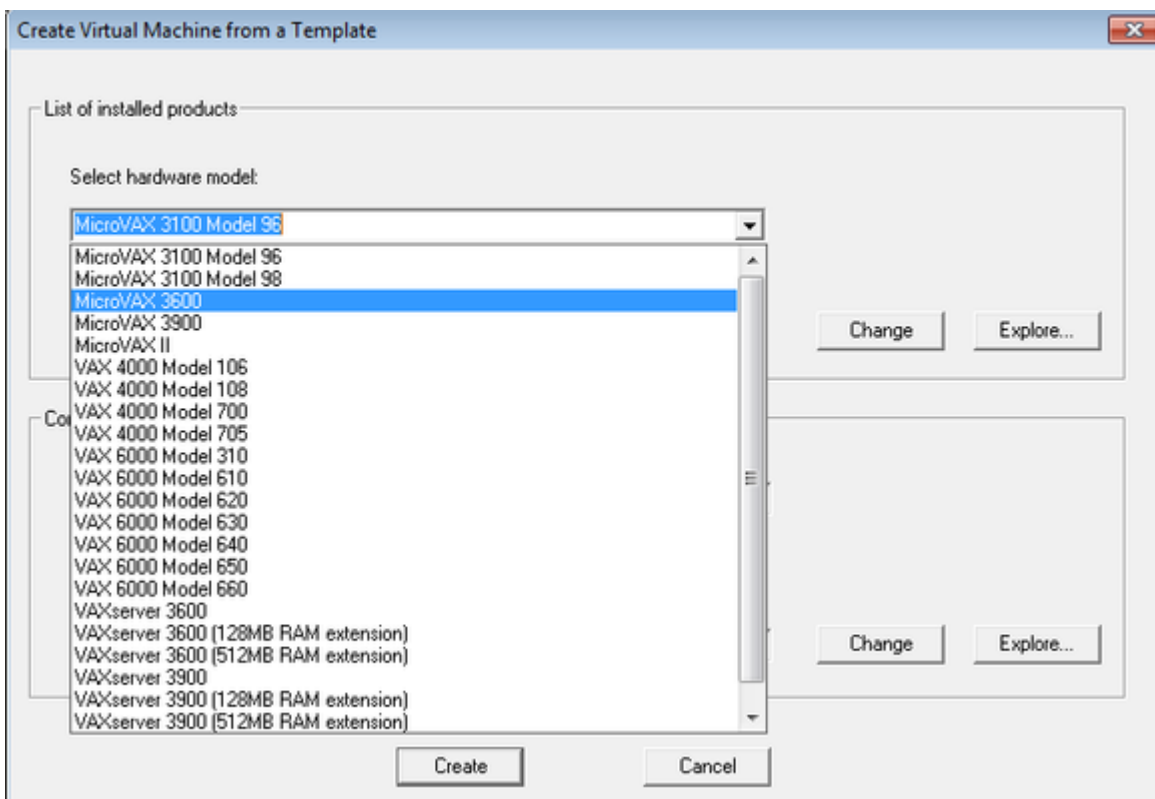 Create Virtual Machine from a Template
List of installed products
Select hardware model:
MicroVAX 3100 Model 96
MicroVAX 3100 Model 96
MicroVAX 3100 Model 98
MicroVAX 3600
MicroVAX 3900
MicroVAX II
Change Explore...
VAX 4000 Model 106
VAX 4000 Model 108
VAX 4000 Model 700
VAX 4000 Model 705
VAX 6000 Model 310
VAX 6000 Model 610
VAX 6000 Model 620
VAX 6000 Model 630
VAX 6000 Model 640
VAX 6000 Model 650
VAX 6000 Model 660
VAXserver 3600
VAXserver 3600 (128MB RAM extension)
VAXserver 3600 (512MB RAM extension)
Change Explore...
VAXserver 3900
VAXserver 3900 (128MB RAM extension)
VAXserver 3900 (512MB RAM extension)
Create Cancel